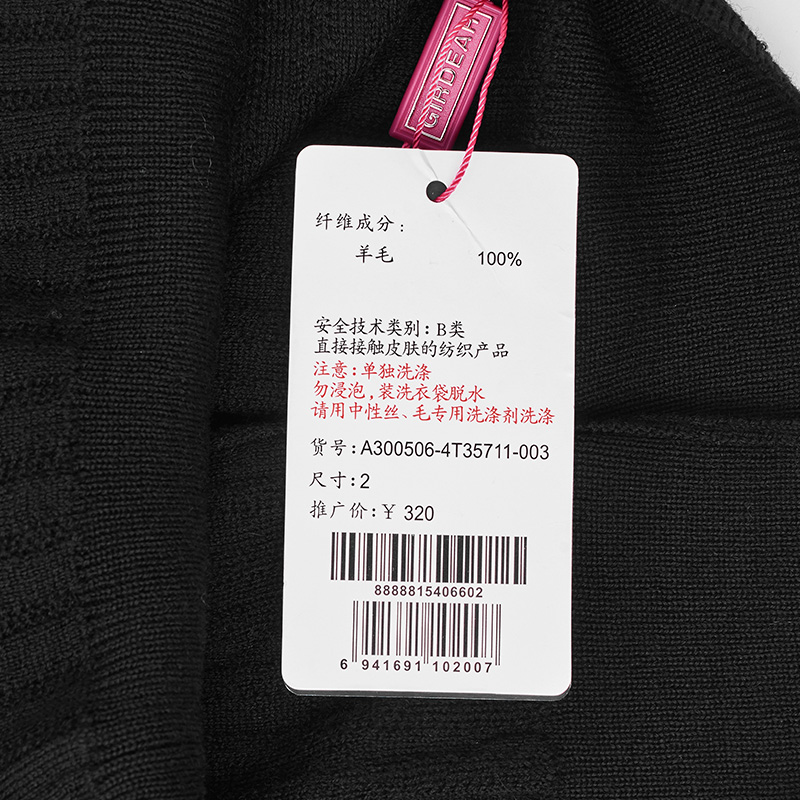 GIRDEAH
纤维成分:
羊毛 100%
安全技术类别:B类
直接接触皮肤的纺织产品
注意:单独洗涤
勿浸泡,装洗衣袋脱水
请用中性丝、毛专用洗涤剂洗涤
货号:A300506-4T35711-003
尺寸:2
推广价:¥ 320
8888815406602
6 941691 102007